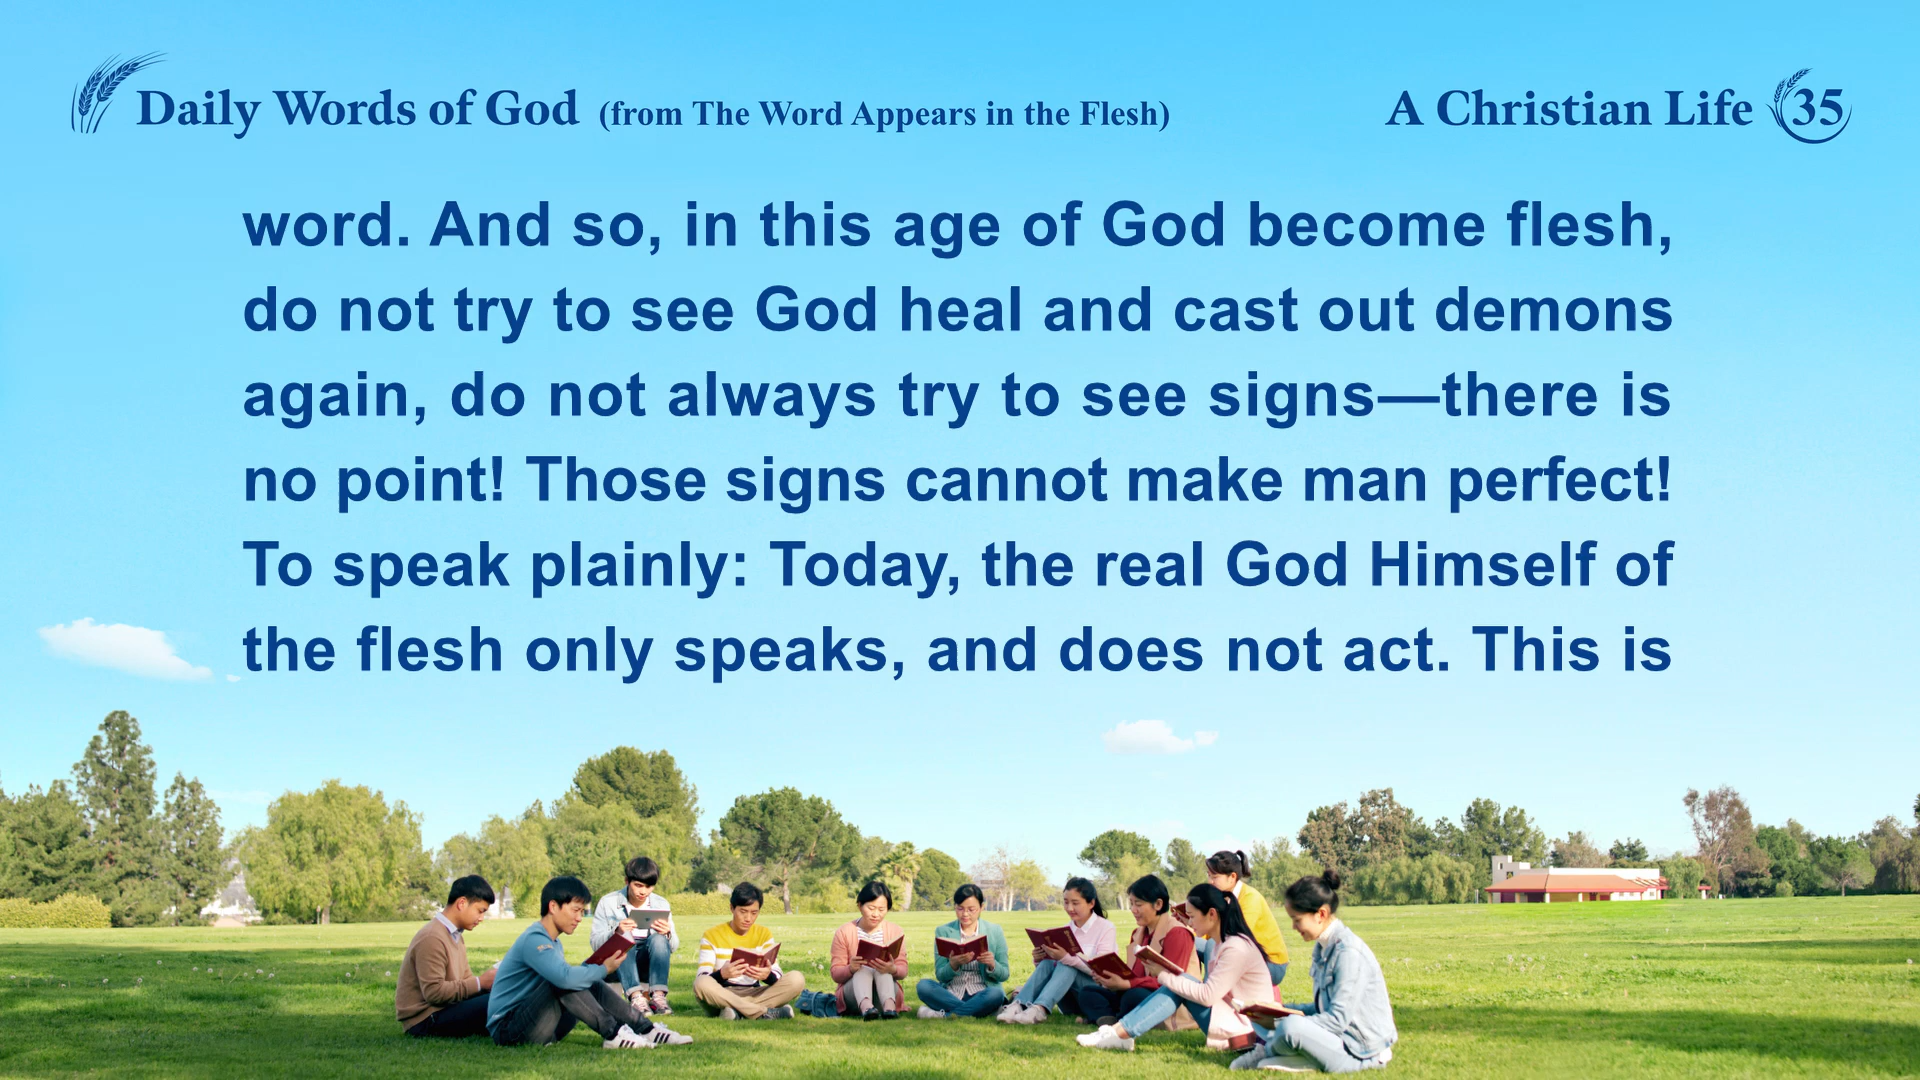 Daily Words of God (from The Word Appears in the Flesh)
A Christian Life 35
word. And so, in this age of God become flesh,
do not try to see God heal and cast out demons
again, do not always try to see signs—there is
no point! Those signs cannot make man perfect!
To speak plainly: Today, the real God Himself of
the flesh only speaks, and does not act. This is